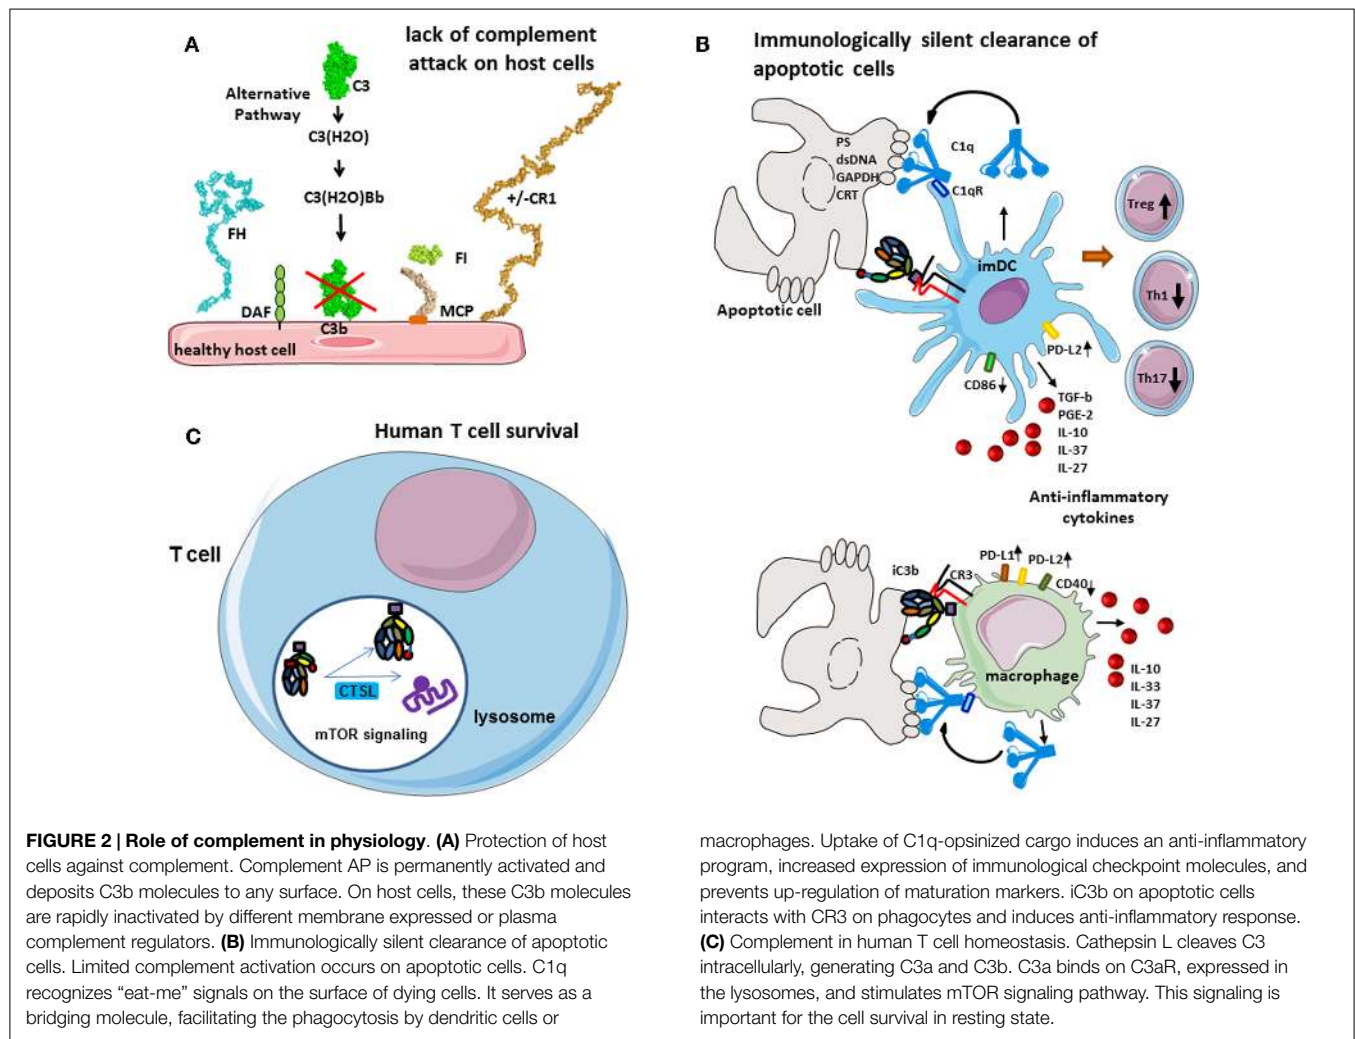 A
lack of complement
attack on host cells
C3
Alternative
Pathway
C3(H2O)
C3(H2O)Bb
+/-CR1
FH
FI
DAF
MCP
C3b
healthy host cell
B
Immunologically silent clearance of
apoptotic cells
PS
dsDNA
GAPDH
CRT
C1q
C1qR
Treg
imDC
Th1
Apoptotic cell
PD-L2
Th17
CD86
TGF-b
PGE-2
IL-10
IL-37
IL-27
Anti-inflammatory
cytokines
iC3b
CR3
PD-L1
PD-L2
CD40
macrophage
IL-10
IL-33
IL-37
IL-27
C
Human T cell survival
T cell
CTSL
mTOR signaling
lysosome
FIGURE 2 | Role of complement in physiology. (A) Protection of host
cells against complement. Complement AP is permanently activated and
deposits C3b molecules to any surface. On host cells, these C3b molecules
are rapidly inactivated by different membrane expressed or plasma
complement regulators. (B) Immunologically silent clearance of apoptotic
cells. Limited complement activation occurs on apoptotic cells. C1q
recognizes “eat-me” signals on the surface of dying cells. It serves as a
bridging molecule, facilitating the phagocytosis by dendritic cells or
macrophages. Uptake of C1q-opsinized cargo induces an anti-inflammatory
program, increased expression of immunological checkpoint molecules, and
prevents up-regulation of maturation markers. iC3b on apoptotic cells
interacts with CR3 on phagocytes and induces anti-inflammatory response.
(C) Complement in human T cell homeostasis. Cathepsin L cleaves C3
intracellularly, generating C3a and C3b. C3a binds on C3aR, expressed in
the lysosomes, and stimulates mTOR signaling pathway. This signaling is
important for the cell survival in resting state.